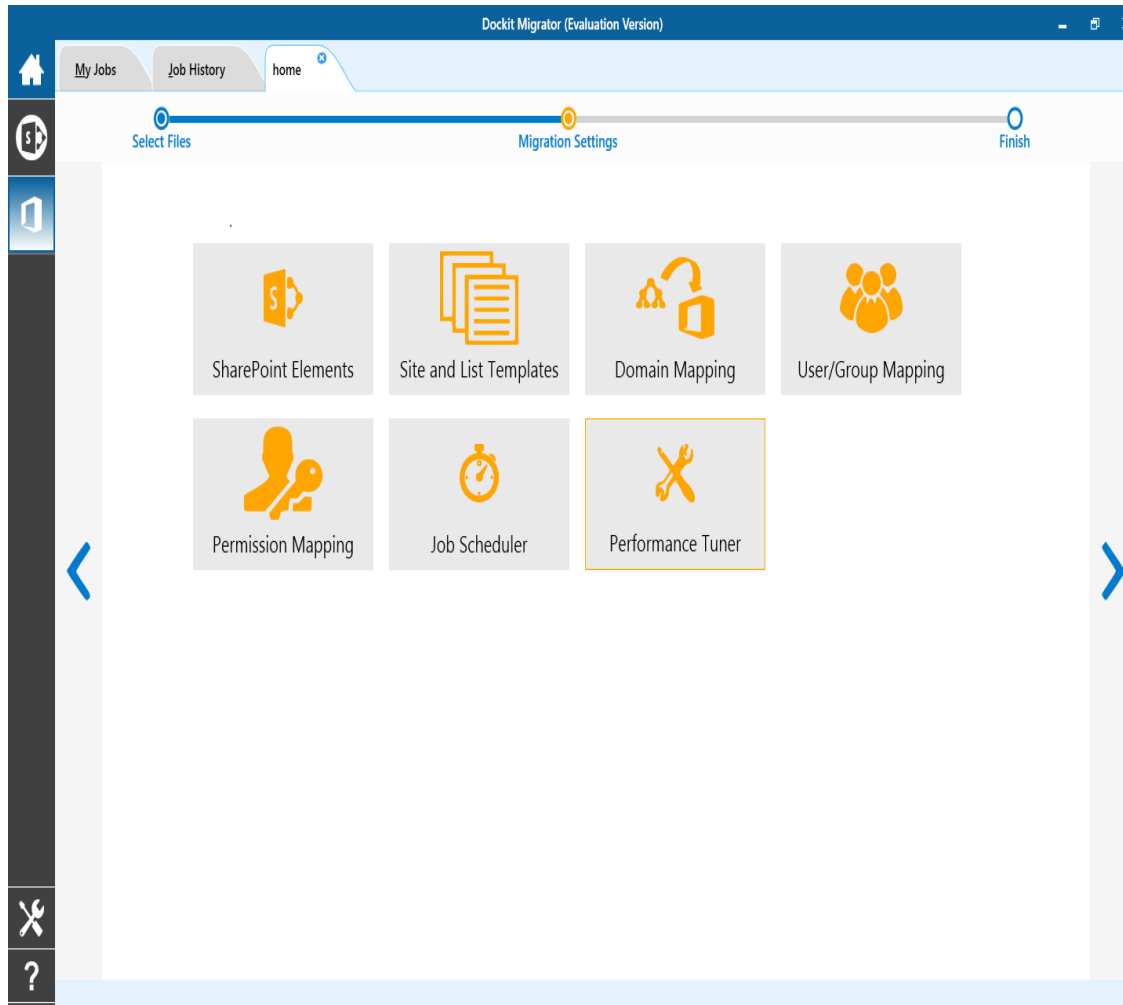 Dockit Migrator (Evaluation Version)
My Jobs
Job History
home
Select Files
Migration Settings
Finish
SharePoint Elements
Site and List Templates
Domain Mapping
User/Group Mapping
Permission Mapping
Job Scheduler
Performance Tuner